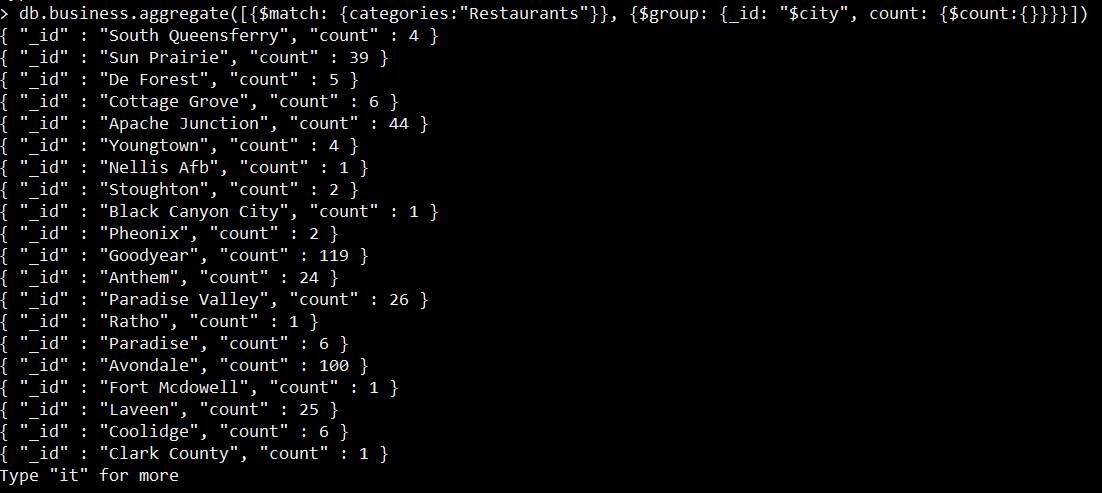 > db.business.aggregate([{$match: {categories:"Restaurants"}}, {$group: {_id: "$city", count: {$count:{}}}}])
{ "_id" : "South Queensferry", "count" : 4 }
{ "_id" : "Sun Prairie", "count" : 39 }
{ "_id" : "De Forest", "count" : 5 }
{ "_id" : "Cottage Grove", "count" : 6 }
{ "_id" : "Apache Junction", "count" : 44 }
{ "_id" : "Youngtown", "count" : 4 }
{ "_id" : "Nellis Afb", "count" : 1 }
{ "_id" : "Stoughton", "count" : 2 }
{ "_id" : "Black Canyon City", "count" : 1 }
{ "_id" : "Pheonix", "count" : 2 }
{ "_id" : "Goodyear", "count" : 119 }
{ "_id" : "Anthem", "count" : 24 }
{ "_id" : "Paradise Valley", "count" : 26 }
{ "_id" : "Ratho", "count" : 1 }
{ "_id" : "Paradise", "count" : 6 }
{ "_id" : "Avondale", "count" : 100 }
{ "_id" : "Fort Mcdowell", "count" : 1 }
{ "_id" : "Laveen", "count" : 25 }
{ "_id" : "Coolidge", "count" : 6 }
{ "_id" : "Clark County", "count" : 1 }
Type "it" for more